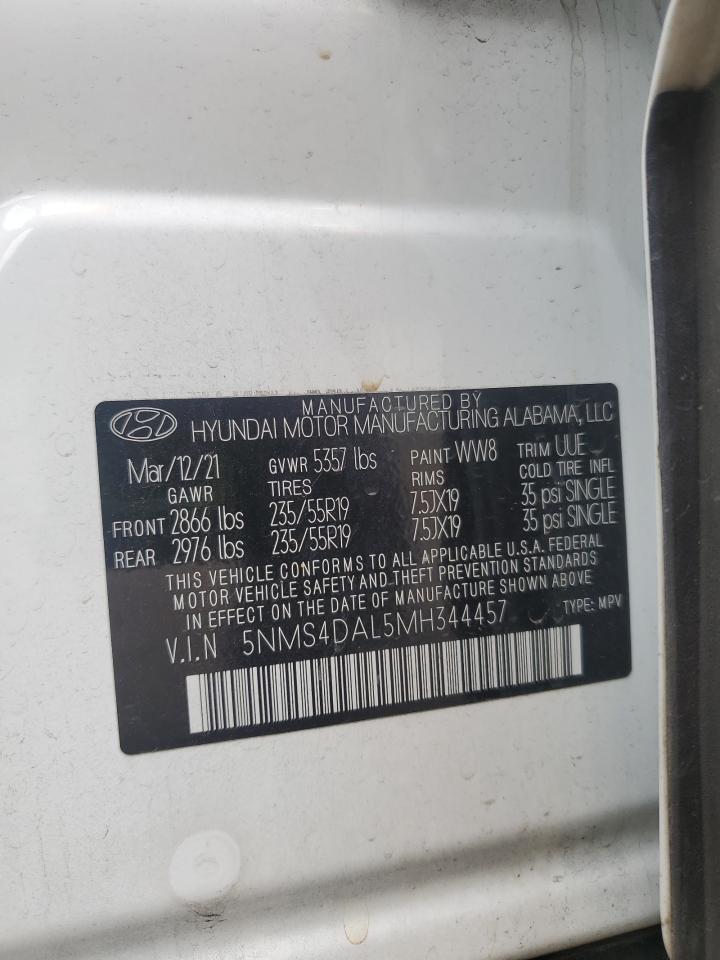 MANUFACTURED BY
HYUNDAI MOTOR MANUFACTURING ALABAMA, LLC
Mar/12/21 GVWR 5357 lbs PAINT WW8 TRIM UUE
GAWR TIRES RIMS COLD TIRE INFL
FRONT 2866 lbs 235/55R19 7.5JX19 35 psi SINGLE
REAR 2976 lbs 235/55R19 7.5JX19 35 psi SINGLE
THIS VEHICLE CONFORMS TO ALL APPLICABLE U.S.A. FEDERAL
MOTOR VEHICLE SAFETY AND THEFT PREVENTION STANDARDS
IN EFFECT ON THE DATE OF MANUFACTURE SHOWN ABOVE
V.I.N 5NMS4DAL5MH344457 TYPE: MPV